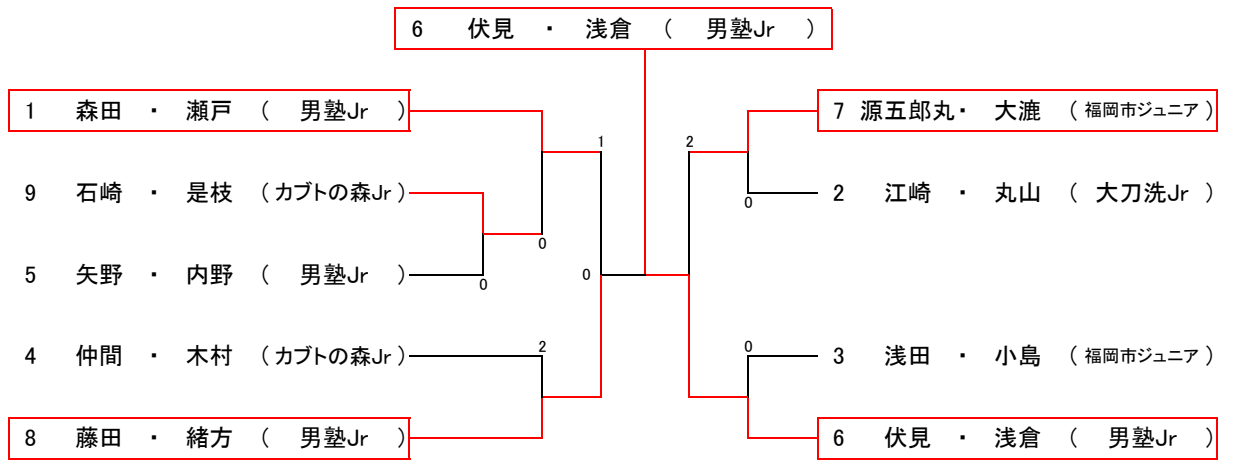 6 伏見 ・ 浅倉 ( 男塾Jr )
1 森田 ・ 瀬戸 ( 男塾Jr )
7 源五郎丸・ 大漉 ( 福岡市ジュニア )
1
2
9 石崎 ・ 是枝 ( カブトの森Jr )
0
2 江崎 ・ 丸山 ( 大刀洗Jr )
0
5 矢野 ・ 内野 ( 男塾Jr )
0
0
4 仲間 ・ 木村 ( カブトの森Jr )
2
0
3 浅田 ・ 小島 ( 福岡市ジュニア )
8 藤田 ・ 緒方 ( 男塾Jr )
6 伏見 ・ 浅倉 ( 男塾Jr )